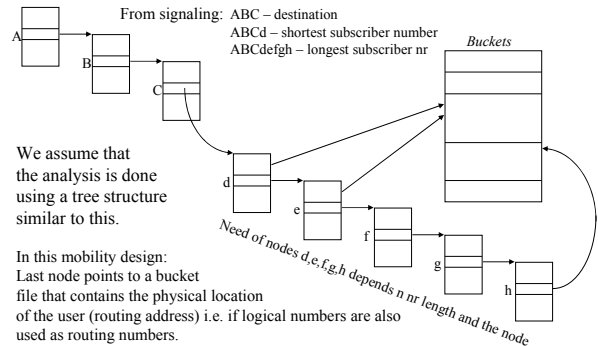 From signaling: ABC – destination
ABCd – shortest subscriber number
ABCdefgh – longest subscriber nr
Buckets
A
B
C
We assume that
the analysis is done
using a tree structure
similar to this.
d
e
f
g
h
Need of nodes d,e,f,g,h depends n nr length and the node
In this mobility design:
Last node points to a bucket
file that contains the physical location
of the user (routing address) i.e. if logical numbers are also
used as routing numbers.